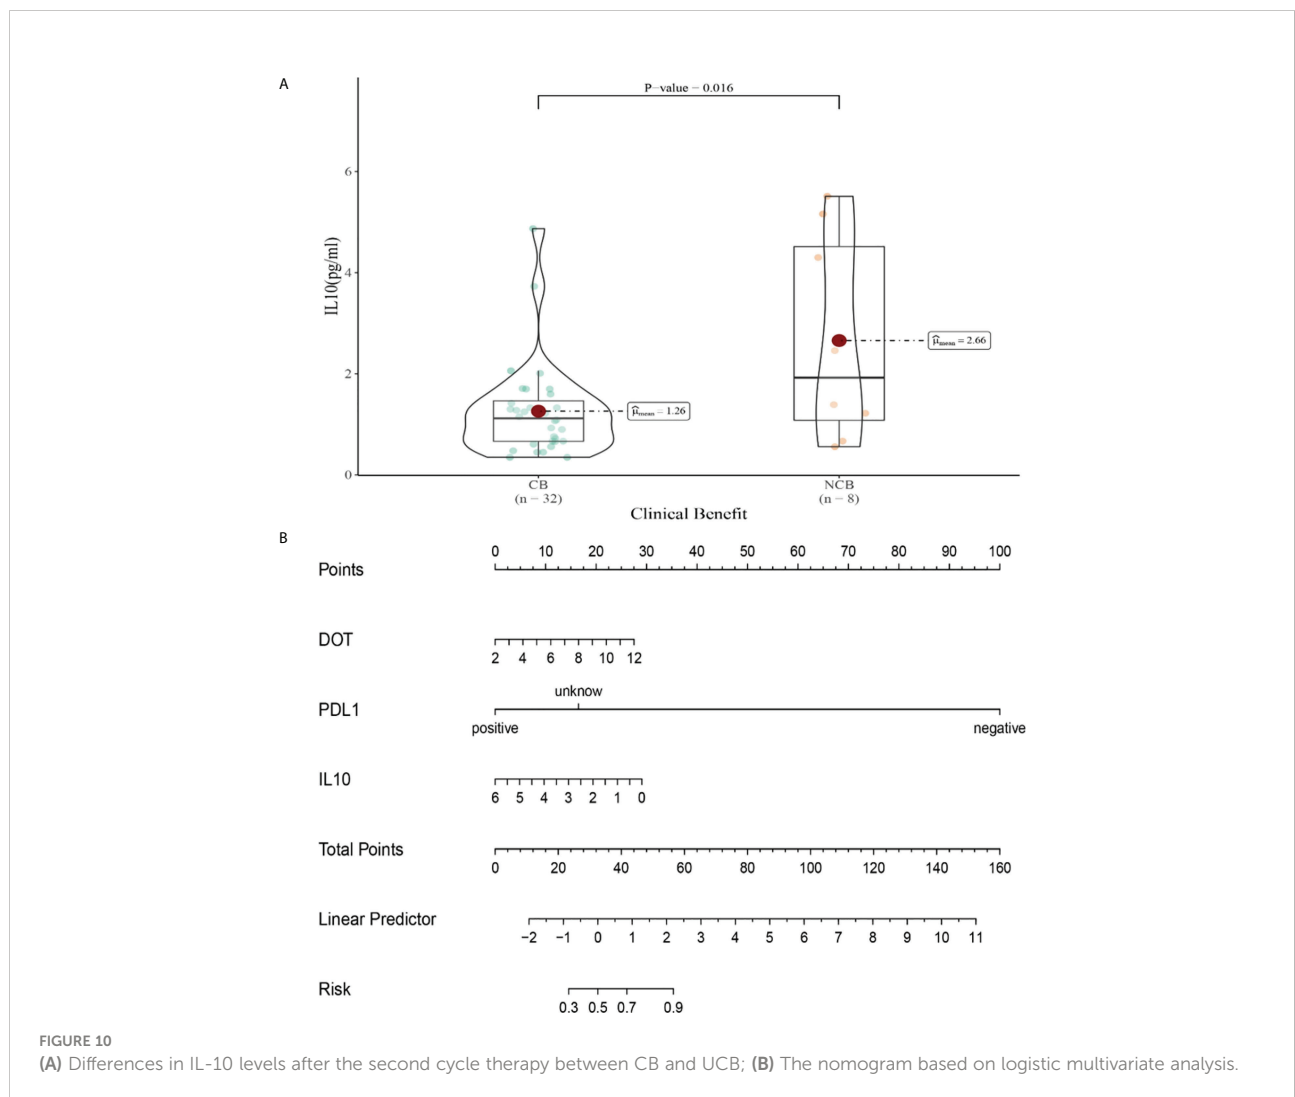 A
P-value - 0.016
6
IL10(pg/ml)
4
μ̂mean = 2.66
2
μ̂mean = 1.26
0
CB
NCB
(n - 32)
(n - 8)
Clinical Benefit
B
0 10 20 30 40 50 60 70 80 90 100
Points
DOT
2 4 6 8 10 12
unknow
PDL1
positive negative
IL10
6 5 4 3 2 1 0
Total Points
0 20 40 60 80 100 120 140 160
Linear Predictor
−2 −1 0 1 2 3 4 5 6 7 8 9 10 11
Risk
0.3 0.5 0.7 0.9
FIGURE 10
(A) Differences in IL-10 levels after the second cycle therapy between CB and UCB; (B) The nomogram based on logistic multivariate analysis.